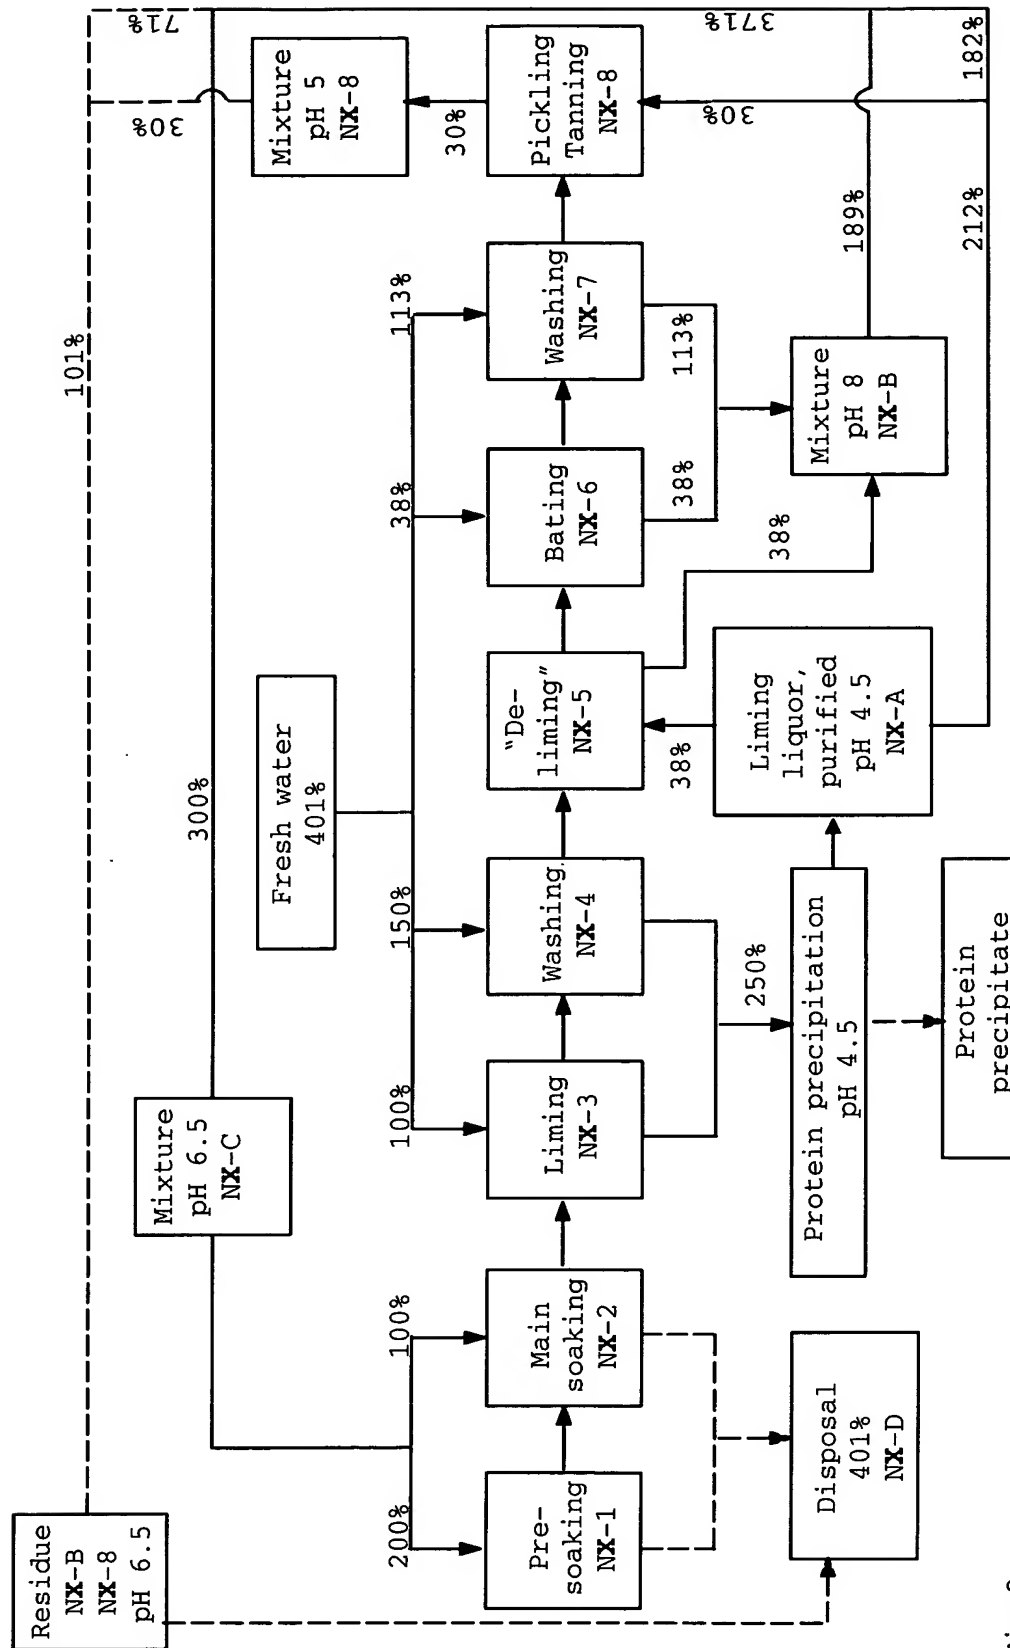 Residue
NX-B
NX-8
pH 6.5
101%
71%
30%
Mixture
pH 6.5
NX-C
300%
371%
Fresh water
401%
Mixture
pH 5
NX-8
30%
200%
100%
100%
150%
38%
113%
Pre-
soaking
NX-1
Main
soaking
NX-2
Liming
NX-3
Washing
NX-4
"De-
liming"
NX-5
Bating
NX-6
Washing
NX-7
Pickling
Tanning
NX-8
30%
182%
38%
38%
113%
38%
250%
189%
212%
Disposal
401%
NX-D
Protein precipitation
pH 4.5
Liming
liquor,
purified
pH 4.5
NX-A
Mixture
pH 8
NX-B
Protein
precipitate